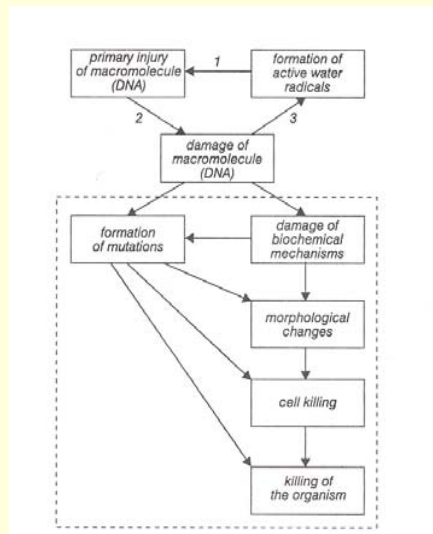 primary injury
of macromolecule
(DNA)
1
formation of
active water
radicals
2
3
damage of
macromolecule
(DNA)
formation
of mutations
damage of
biochemical
mechanisms
morphological
changes
cell killing
killing of
the organism